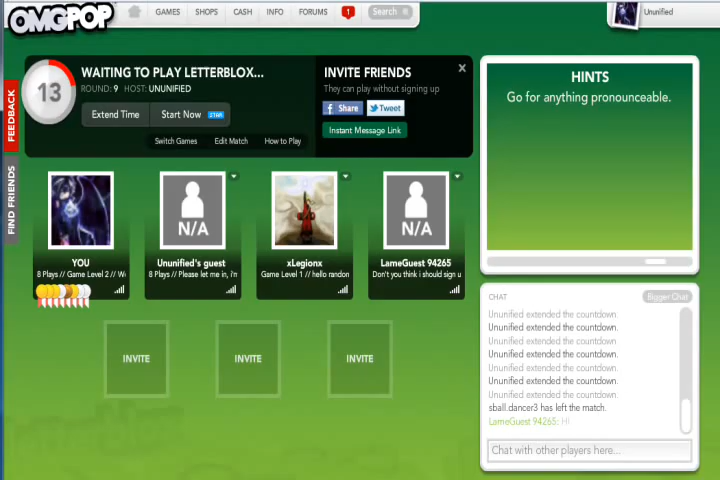 OMGPOP
GAMES
SHOPS
CASH
INFO
FORUMS
1
Search
Ununified
FEEDBACK
FIND FRIENDS
13
WAITING TO PLAY LETTERBLOX...
ROUND: 9 HOST: UNUNIFIED
Extend Time
Start Now
Switch Games
Edit Match
How to Play
INVITE FRIENDS
They can play without signing up
f Share
Tweet
Instant Message Link
HINTS
Go for anything pronounceable.
YOU
8 Plays // Game Level 2 //
N/A
Ununified's guest
8 Plays // Please let me in, i'm
xLegionx
Game Level 1 // hello randon
N/A
LameGuest 94265
Don't you think i should sign u
INVITE
INVITE
INVITE
CHAT
Bigger Chat
Ununified extended the countdown.
Ununified extended the countdown.
Ununified extended the countdown.
Ununified extended the countdown.
Ununified extended the countdown.
Ununified extended the countdown.
sball.dancer3 has left the match.
LameGuest 94265: HI
Chat with other players here...